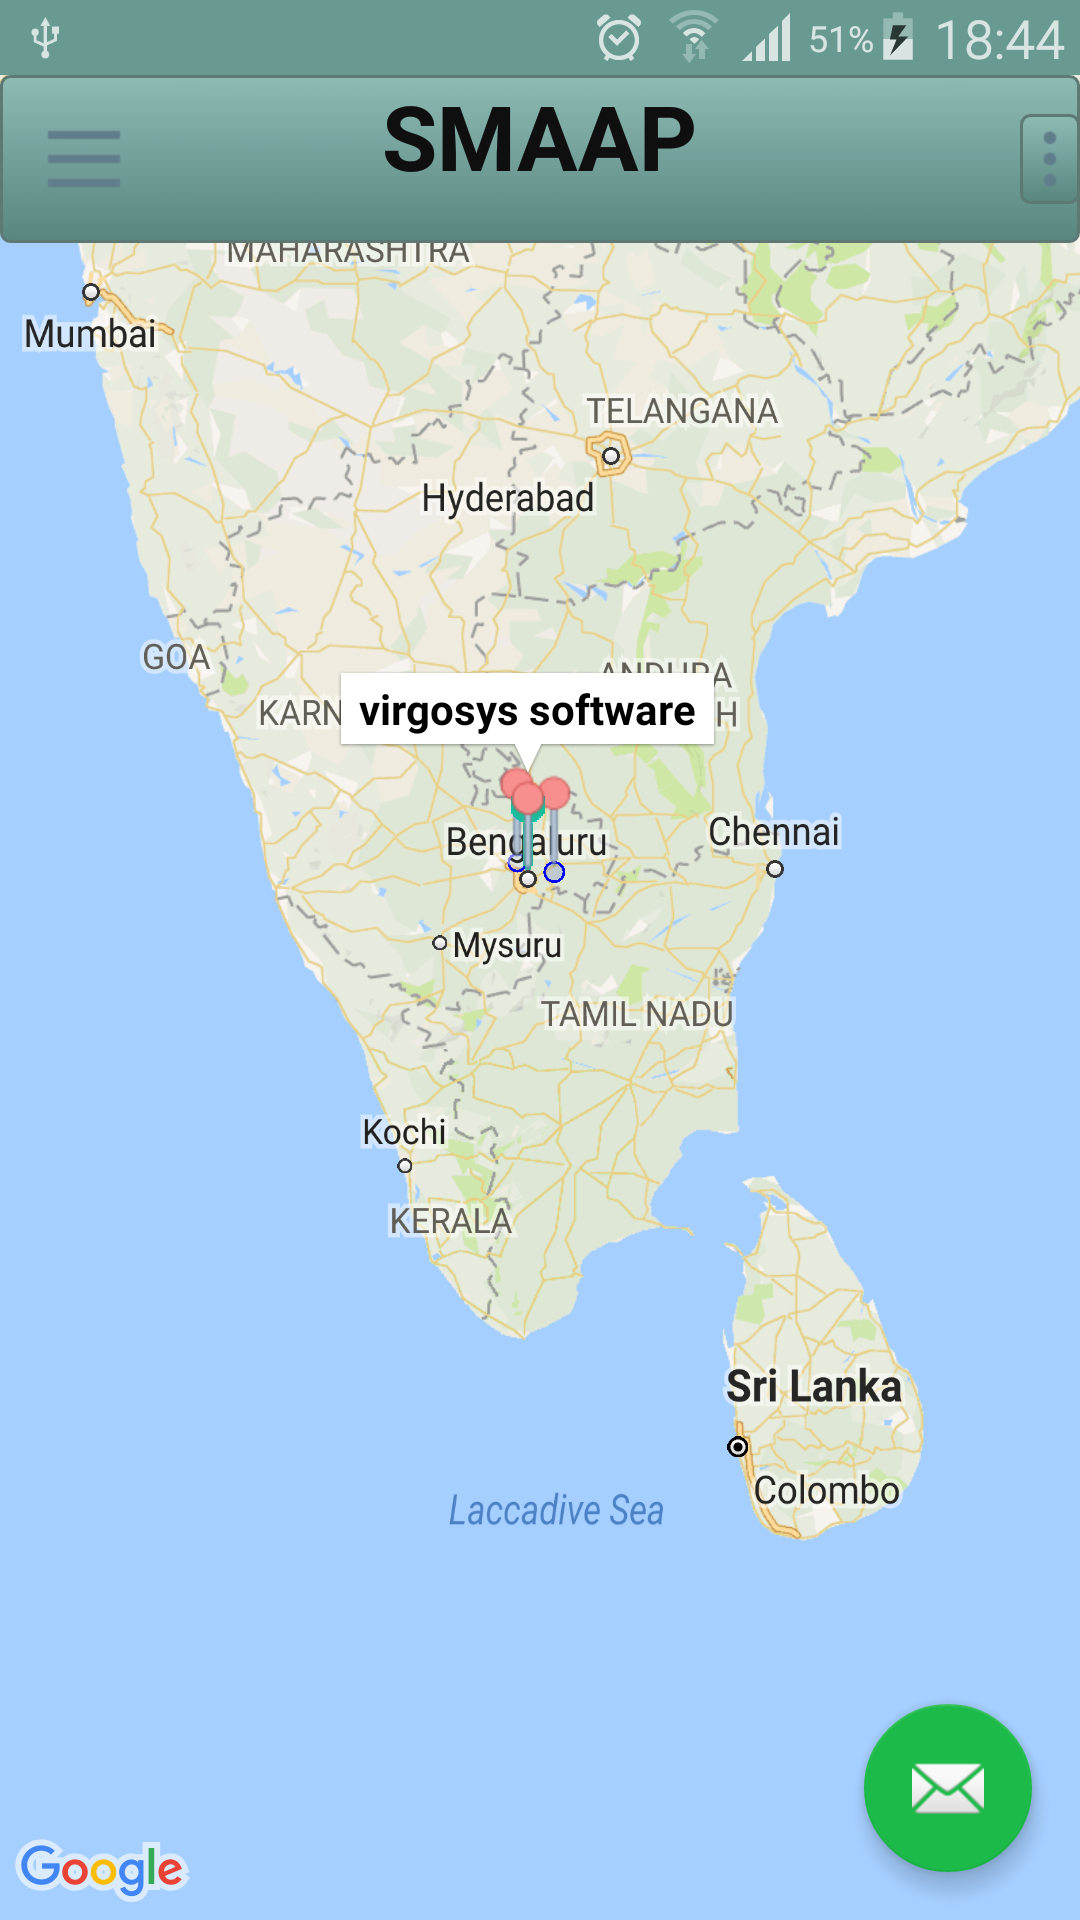 51% 18:44
SMAAP
MAHARASHTRA
Mumbai
TELANGANA
Hyderabad
GOA
ANDHRA
KARN
H
virgosys software
Bengaluru
Chennai
Mysuru
TAMIL NADU
Kochi
KERALA
Sri Lanka
Colombo
Laccadive Sea
Google